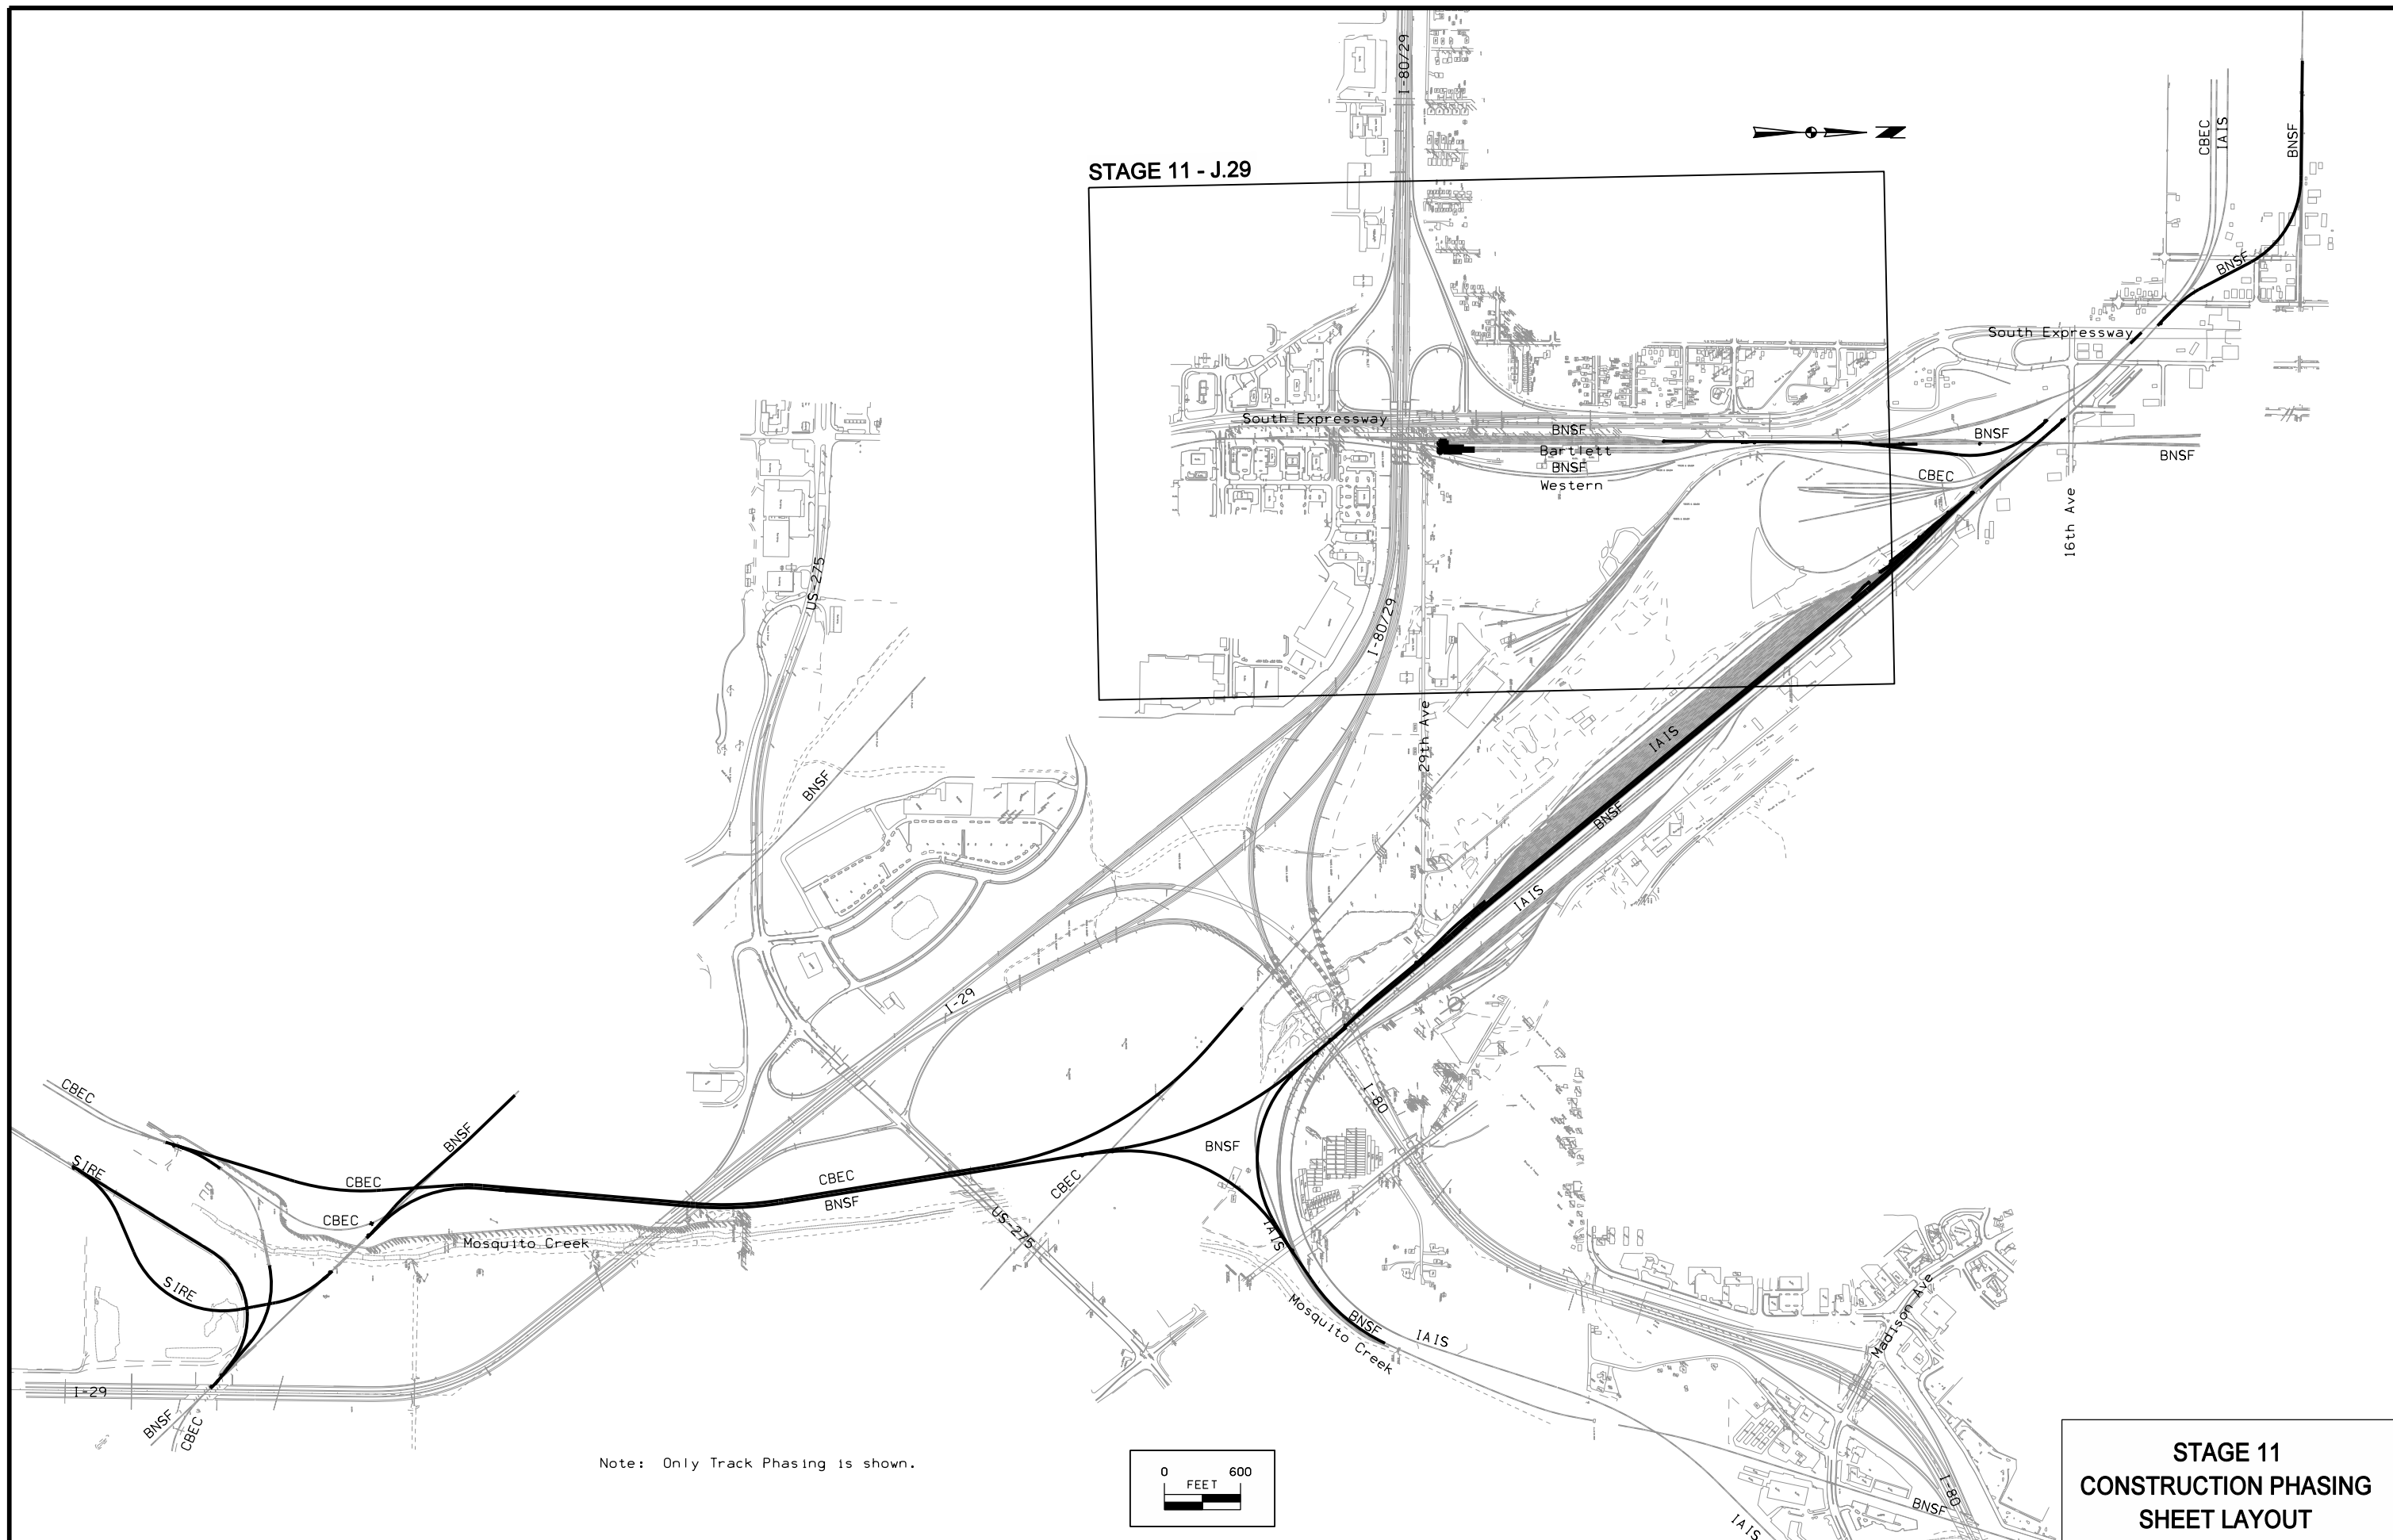 I-80/29
CBEC
IAIS
BNSF
N
STAGE 11 - J.29
BNSF
South Expressway
South Expressway
BNSF
BNSF
Bartlett
BNSF
BNSF
CBEC
Western
16th Ave
US-275
I-80/29
29th Ave
IAIS
BNSF
BNSF
IAIS
I-29
CBEC
I-80
BNSF
SIRE
BNSF
CBEC
CBEC
CBEC
BNSF
CBEC
US-275
IAIS
Mosquito Creek
SIRE
Mosquito Creek
BNSF
IAIS
Madison Ave
I-29
BNSF
CBEC
Note: Only Track Phasing is shown.
0 600
FEET
STAGE 11
CONSTRUCTION PHASING
SHEET LAYOUT
I-80
BNSF
IAIS